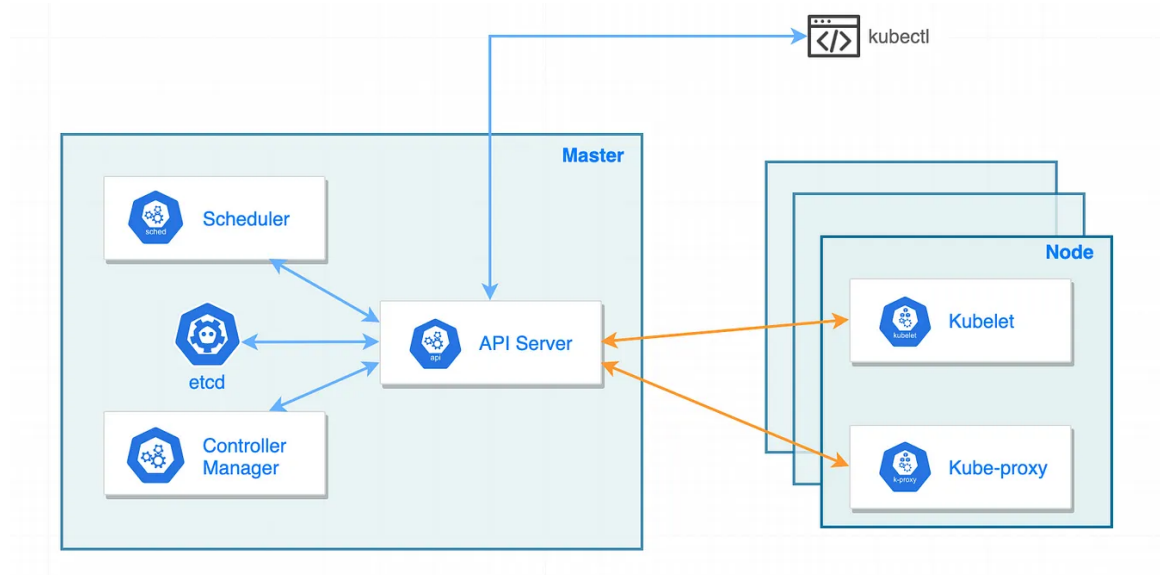 </>
kubectl
Master
sched
Scheduler
etcd
api
API Server
Controller
Manager
Node
kubelet
Kubelet
k-proxy
Kube-proxy